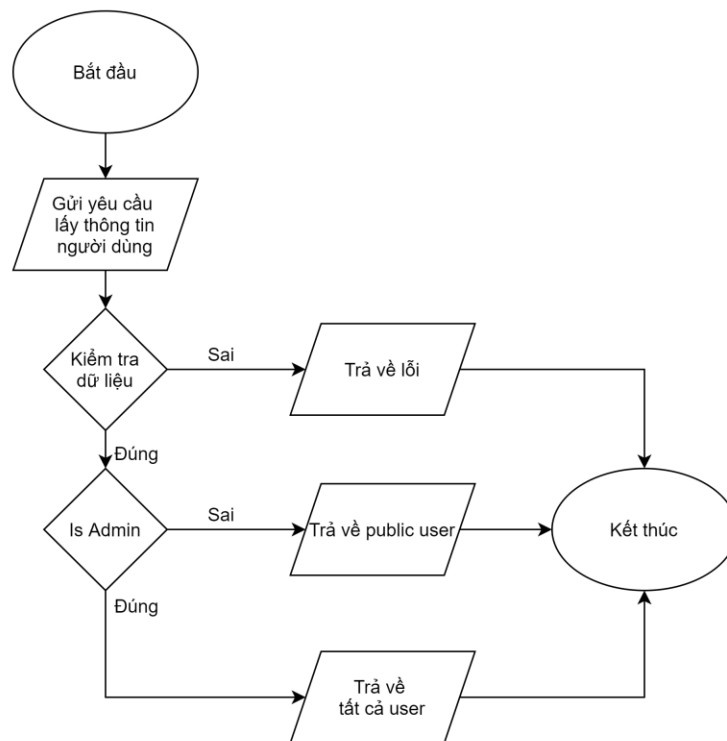 Bắt đầu
Gửi yêu cầu
lấy thông tin
người dùng
Kiểm tra
dữ liệu
Sai
Trả về lỗi
Đúng
Is Admin
Sai
Trả về public user
Kết thúc
Đúng
Trả về
tất cả user